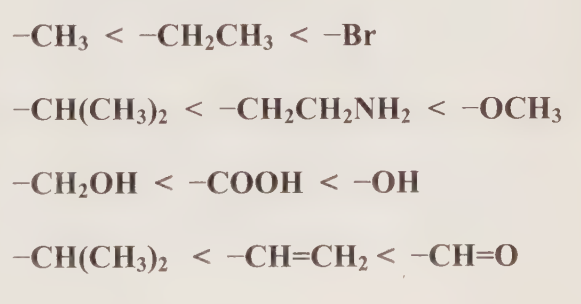 −CH₃ < −CH₂CH₃ < −Br
−CH(CH₃)₂ < −CH₂CH₂NH₂ < −OCH₃
−CH₂OH < −COOH < −OH
−CH(CH₃)₂ < −CH=CH₂ < −CH=O